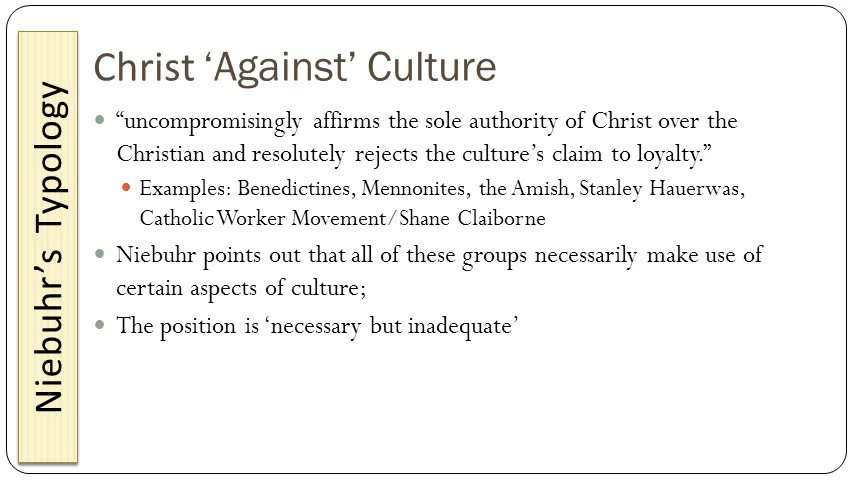 Niebuhr’s Typology
Christ ‘Against’ Culture
• “uncompromisingly affirms the sole authority of Christ over the
Christian and resolutely rejects the culture’s claim to loyalty.”
• Examples: Benedictines, Mennonites, the Amish, Stanley Hauerwas,
Catholic Worker Movement/Shane Claiborne
• Niebuhr points out that all of these groups necessarily make use of
certain aspects of culture;
• The position is ‘necessary but inadequate’